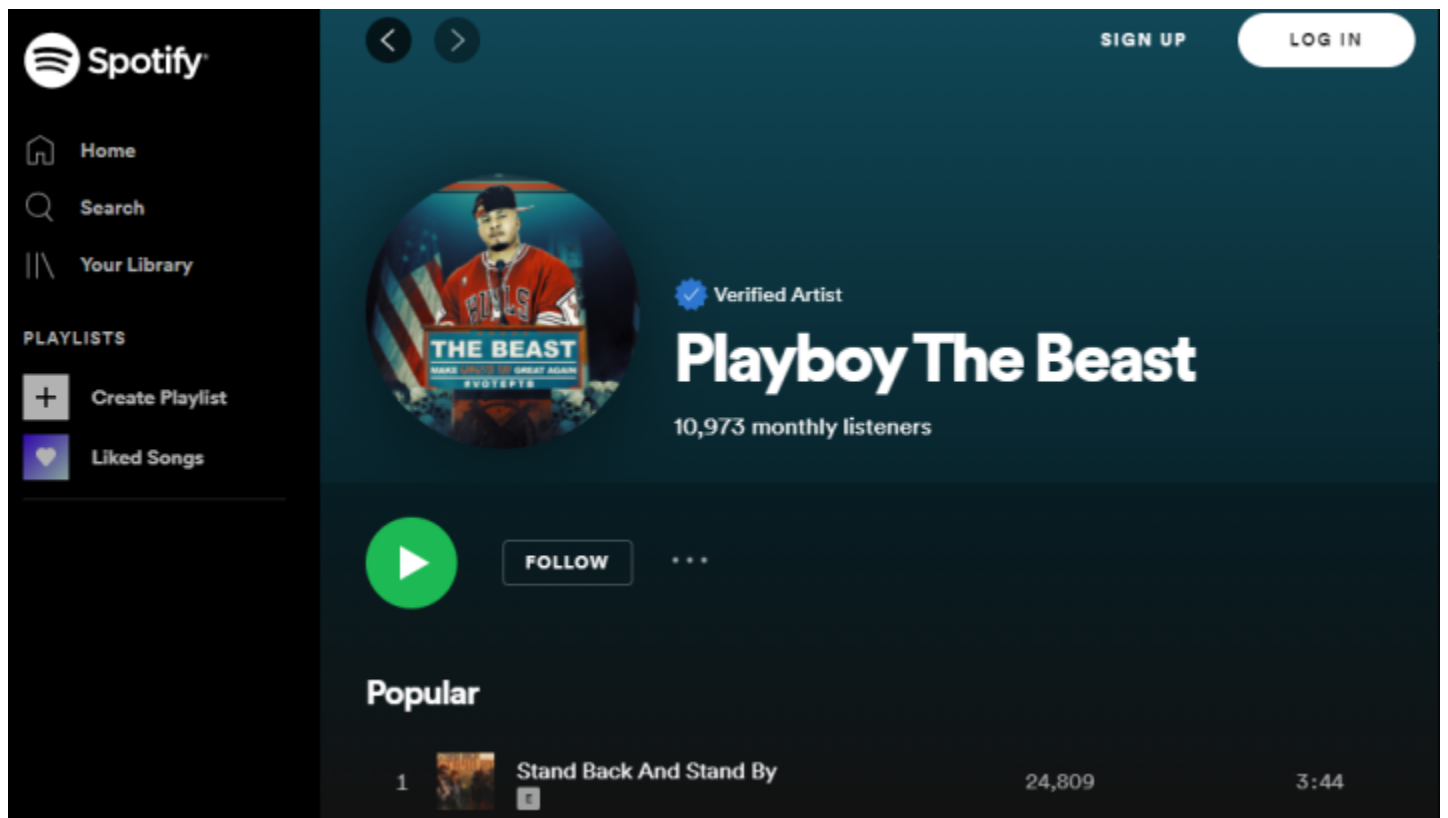 Spotify
Home
Search
Your Library
PLAYLISTS
Create Playlist
Liked Songs
SIGN UP
LOG IN
THE BEAST
MAKE GREAT AGAIN
#VOTEPTB
Verified Artist
Playboy The Beast
10,973 monthly listeners
FOLLOW
Popular
1
Stand Back And Stand By
E
24,809
3:44